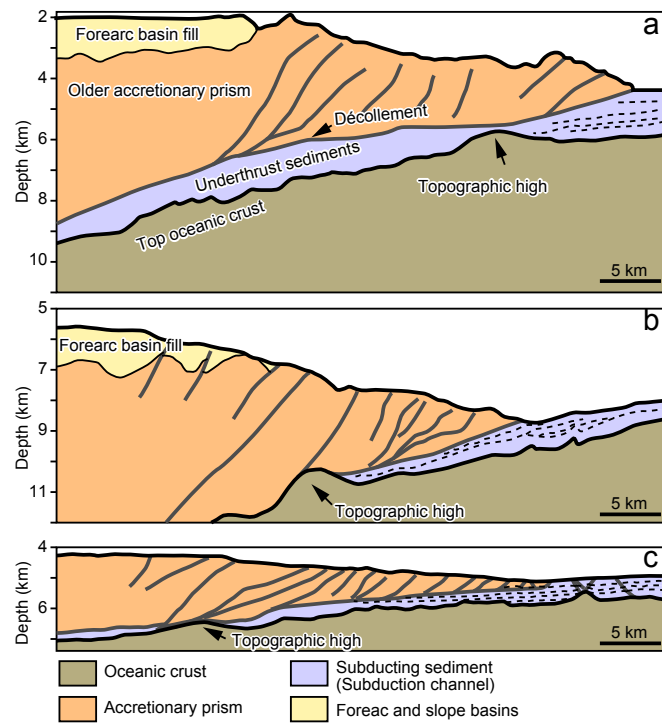 a
2
4
6
8
10
Depth (km)
Forearc basin fill
Older accretionary prism
Décollement
Underthrust sediments
Top oceanic crust
Topographic high
5 km
b
5
7
9
11
Depth (km)
Forearc basin fill
Topographic high
5 km
c
4
6
Depth (km)
Topographic high
5 km
Oceanic crust
Accretionary prism
Subducting sediment
(Subduction channel)
Foreac and slope basins